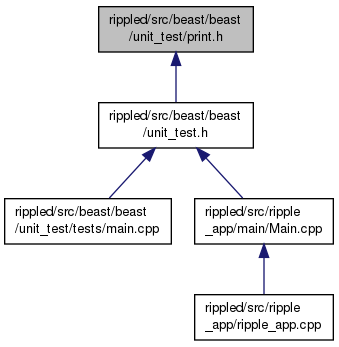 rippled/src/beast/beast
/unit_test/print.h
rippled/src/beast/beast
/unit_test.h
rippled/src/beast/beast
/unit_test/tests/main.cpp
rippled/src/ripple
_app/main/Main.cpp
rippled/src/ripple
_app/ripple_app.cpp